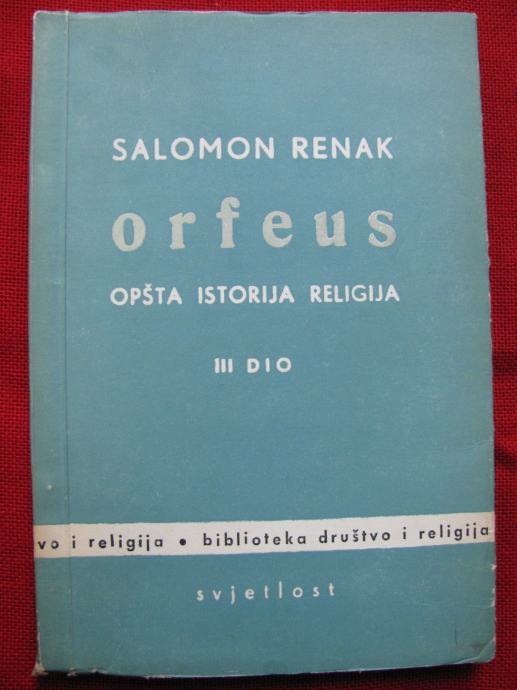 SALOMON RENAK
orfeus
OPŠTA ISTORIJA RELIGIJA
III DIO
vo i religija • biblioteka društvo i religija
svjetlost